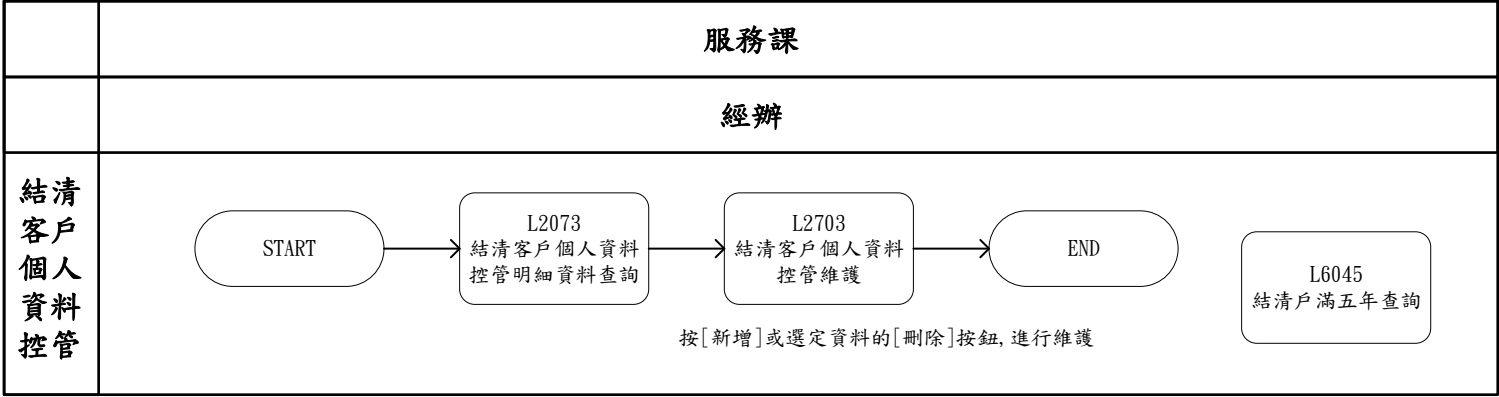 服務課
經辦
結清
客戶
個人
資料
控管
START
L2073
結清客戶個人資料
控管明細資料查詢
L2703
結清客戶個人資料
控管維護
END
L6045
結清戶滿五年查詢
按[新增]或選定資料的[刪除]按鈕, 進行維護